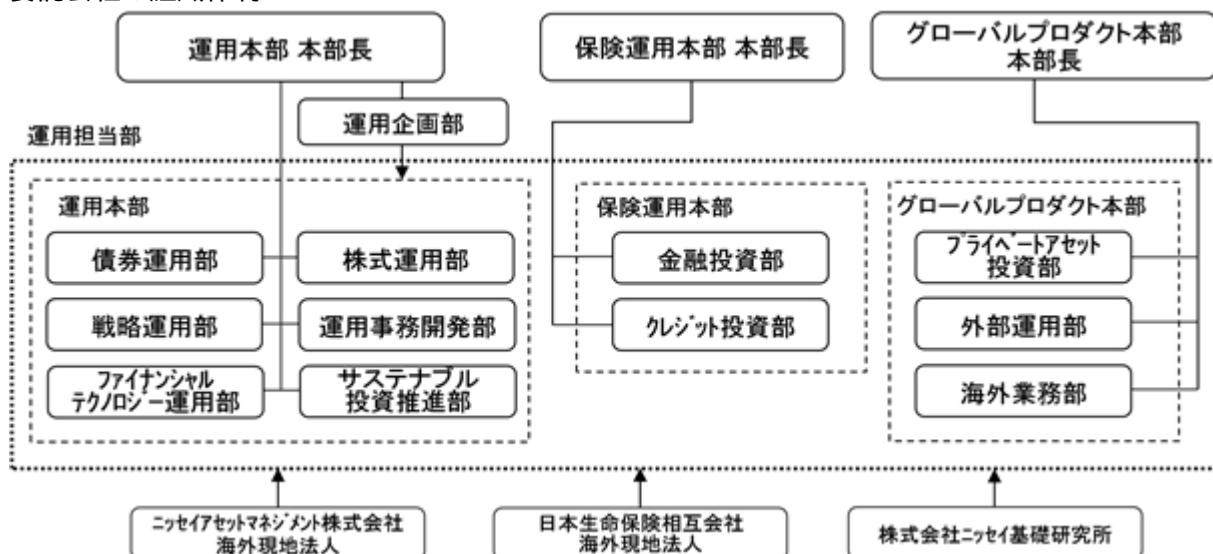 運用本部 本部長
保険運用本部 本部長
グローバルプロダクト本部
本部長
運用企画部
運用担当部
運用本部
債券運用部
株式運用部
戦略運用部
運用事務開発部
ファイナンシャル
テクノロジー運用部
サステナブル
投資推進部
保険運用本部
金融投資部
クレジット投資部
グローバルプロダクト本部
プライベートアセット
投資部
外部運用部
海外業務部
ニッセイアセットマネジメント株式会社
海外現地法人
日本生命保険相互会社
海外現地法人
株式会社ニッセイ基礎研究所